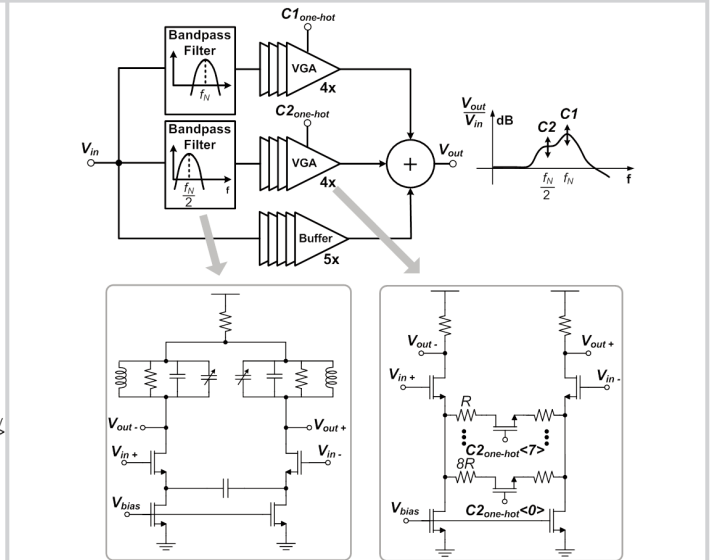 C1one-hot
Bandpass
Filter
fN
VGA
4x
C2one-hot
Bandpass
Filter
f
fN
2
VGA
4x
Vin
+
Vout
Buffer
5x
Vout
Vin
dB
C2
C1
fN
2
fN
f
Vout -
Vout +
Vin +
Vin -
Vbias
Vout -
Vout +
Vin +
Vin -
R
C2one-hot<7>
8R
C2one-hot<0>
Vbias